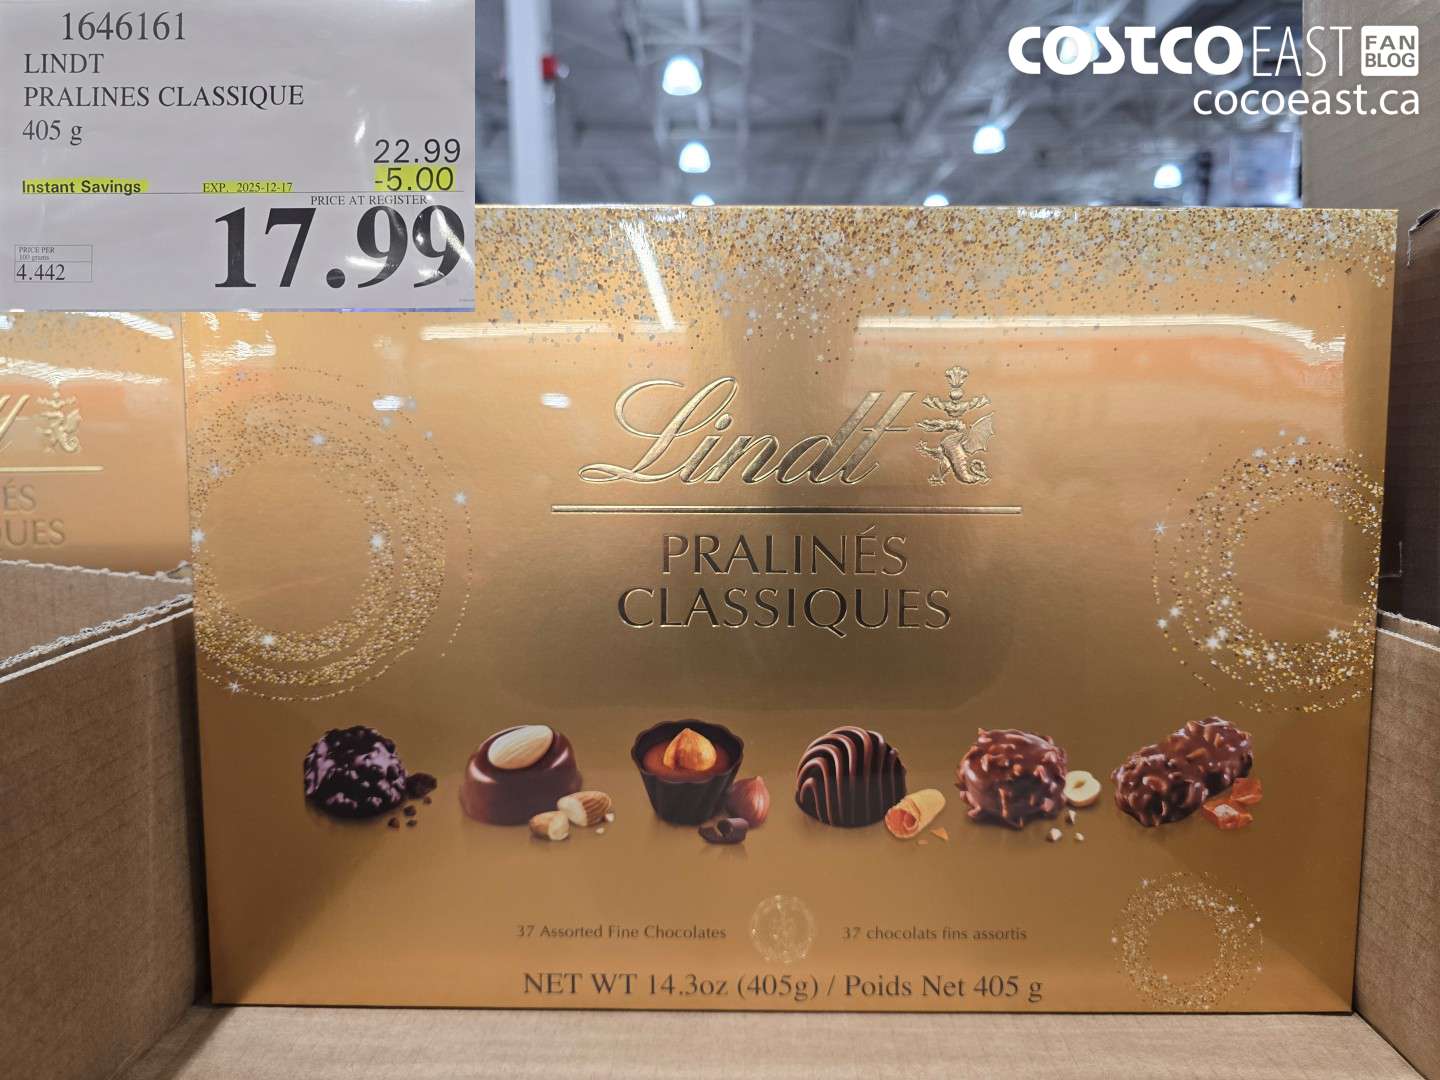 1646161
LINDT
PRALINES CLASSIQUE
405 g
22.99
Instant Savings EXP. 2025-12-17 -5.00
PRICE AT REGISTER
17.99
PRICE PER
100 grams
4.442
COSTCO EAST FAN BLOG
cocoeast.ca
Lindt
PRALINÉS
CLASSIQUES
ÉS
UES
37 Assorted Fine Chocolates 37 chocolats fins assortis
NET WT 14.3oz (405g) / Poids Net 405 g